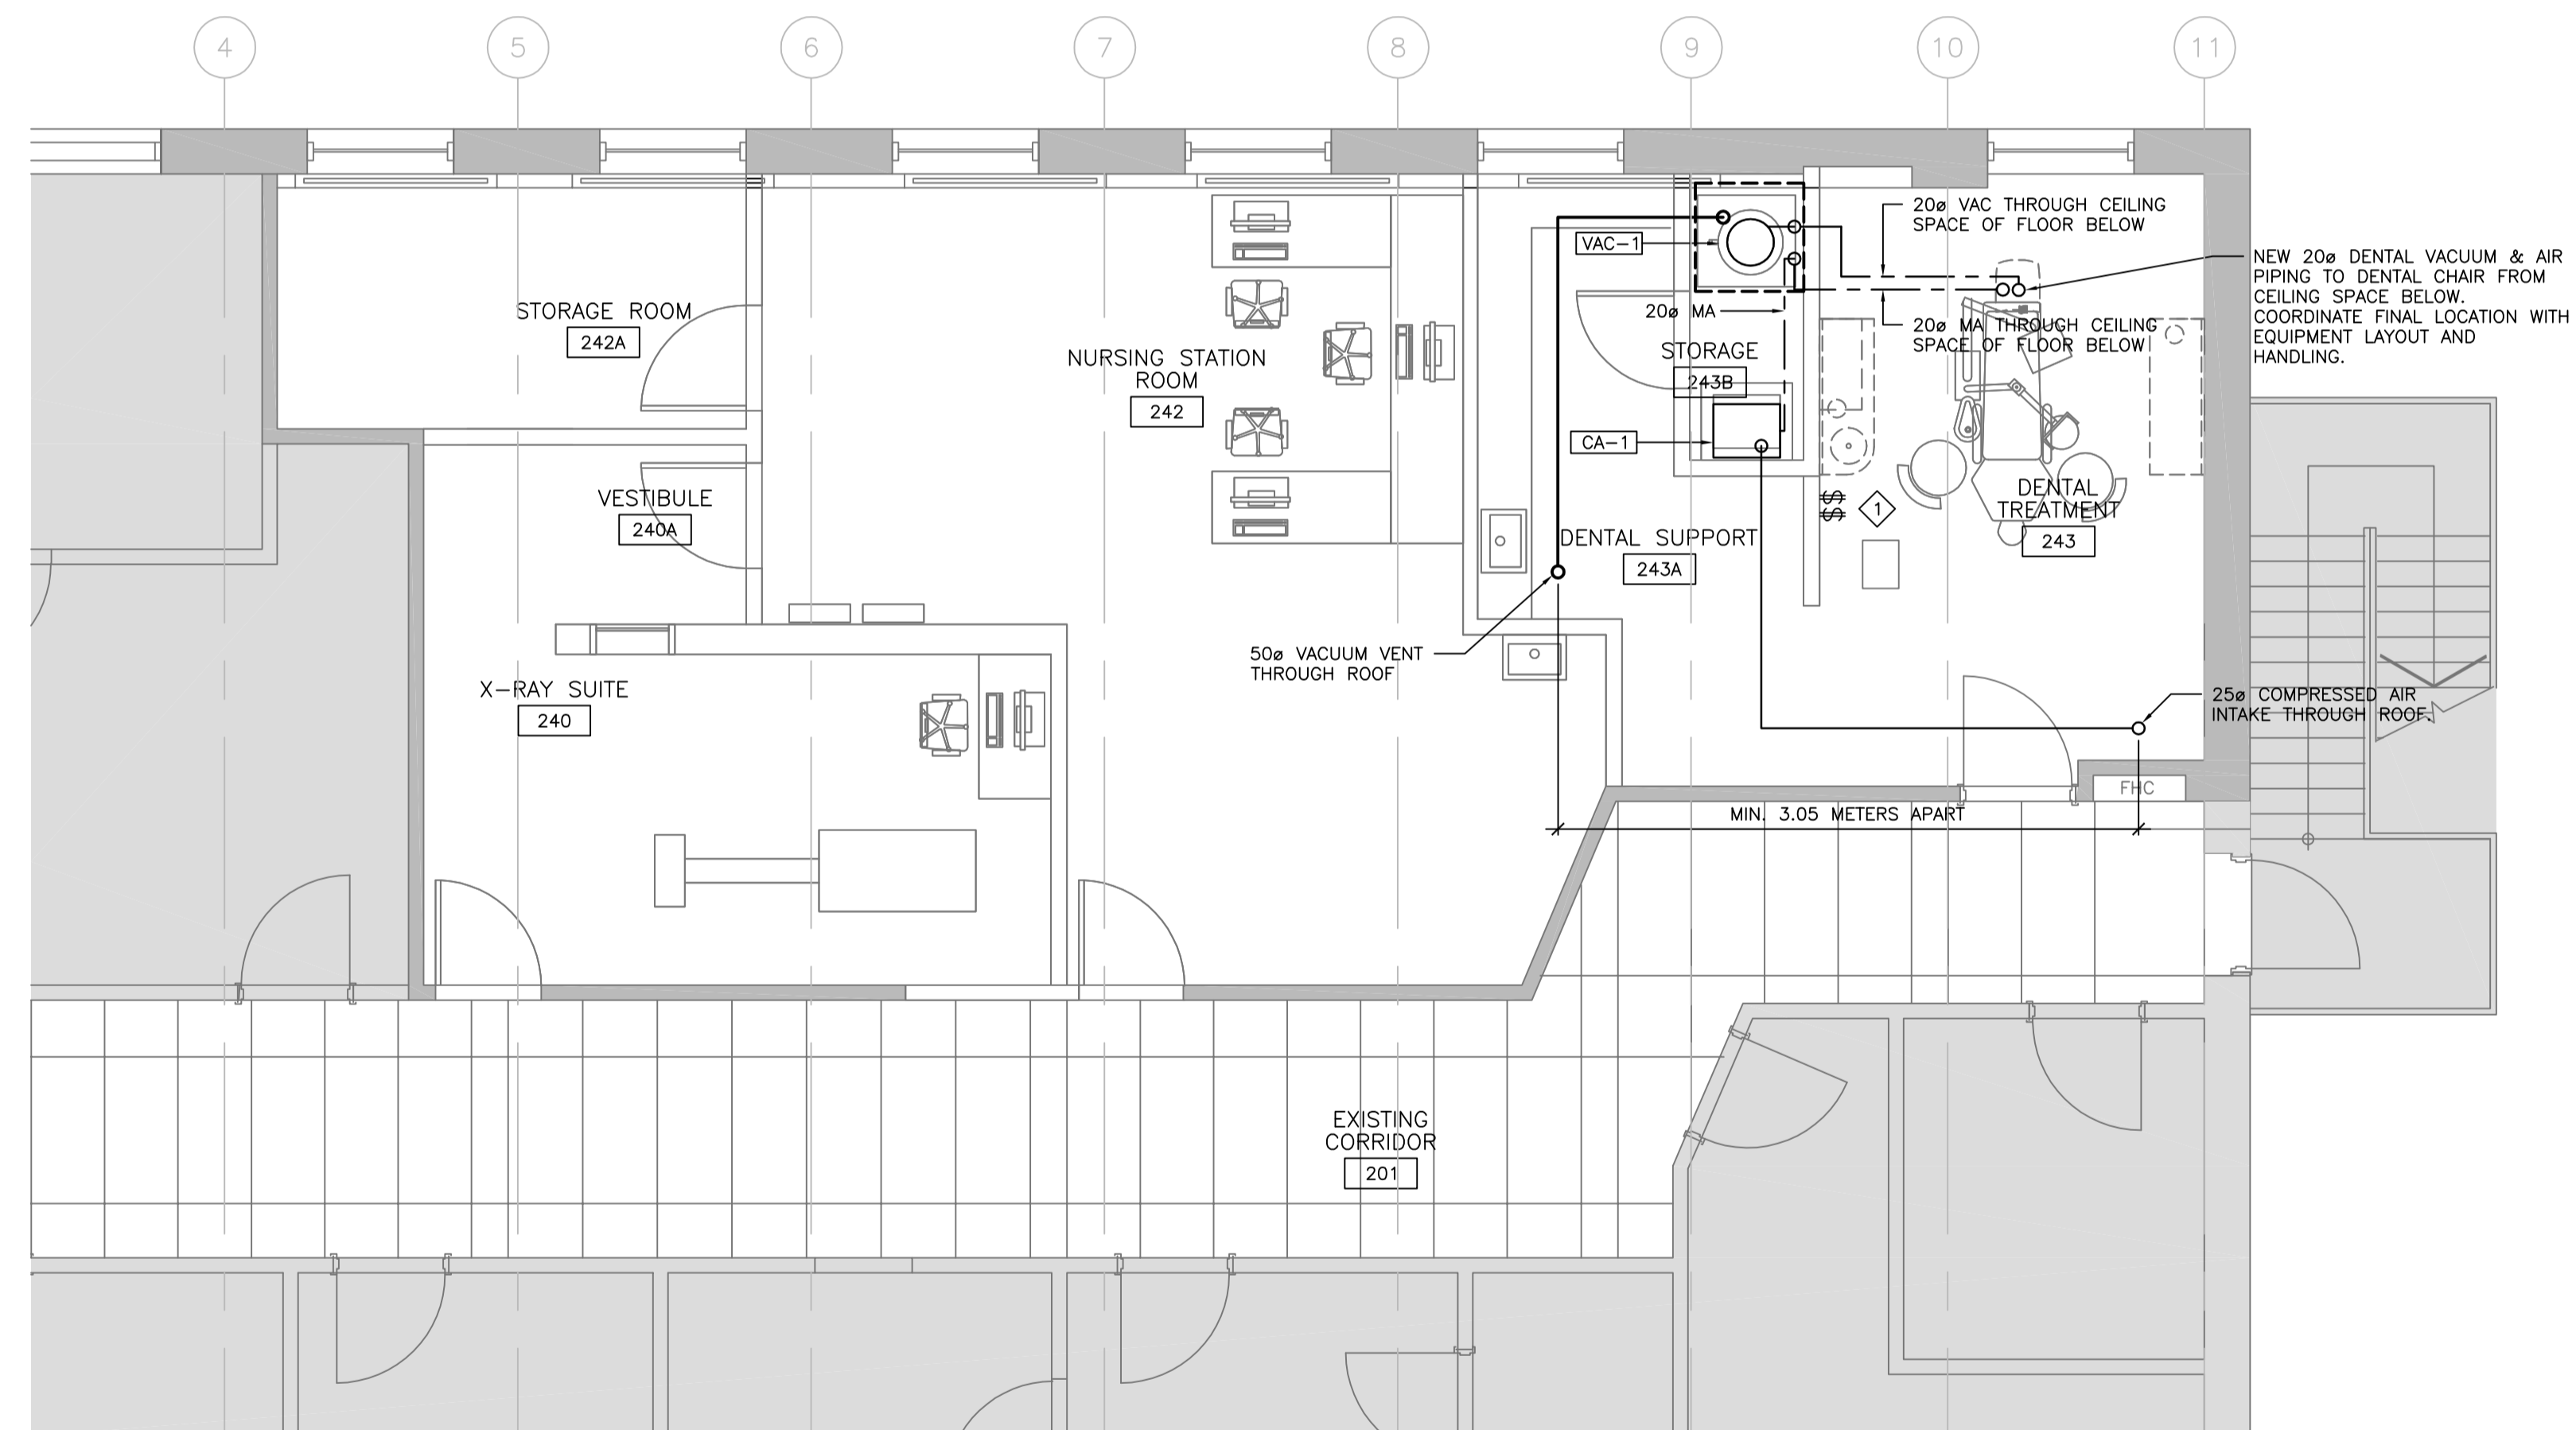 4
5
6
7
8
9
10
11
20ø VAC THROUGH CEILING
SPACE OF FLOOR BELOW
NEW 20ø DENTAL VACUUM & AIR
PIPING TO DENTAL CHAIR FROM
CEILING SPACE BELOW.
COORDINATE FINAL LOCATION WITH
EQUIPMENT LAYOUT AND
HANDLING.
VAC-1
STORAGE ROOM
242A
20ø MA
20ø MA THROUGH CEILING
SPACE OF FLOOR BELOW
NURSING STATION
ROOM
242
STORAGE
243B
CA-1
VESTIBULE
240A
$$
1
DENTAL
TREATMENT
243
DENTAL SUPPORT
243A
50ø VACUUM VENT
THROUGH ROOF
X-RAY SUITE
240
25ø COMPRESSED AIR
INTAKE THROUGH ROOF.
FHC
MIN. 3.05 METERS APART
EXISTING
CORRIDOR
201